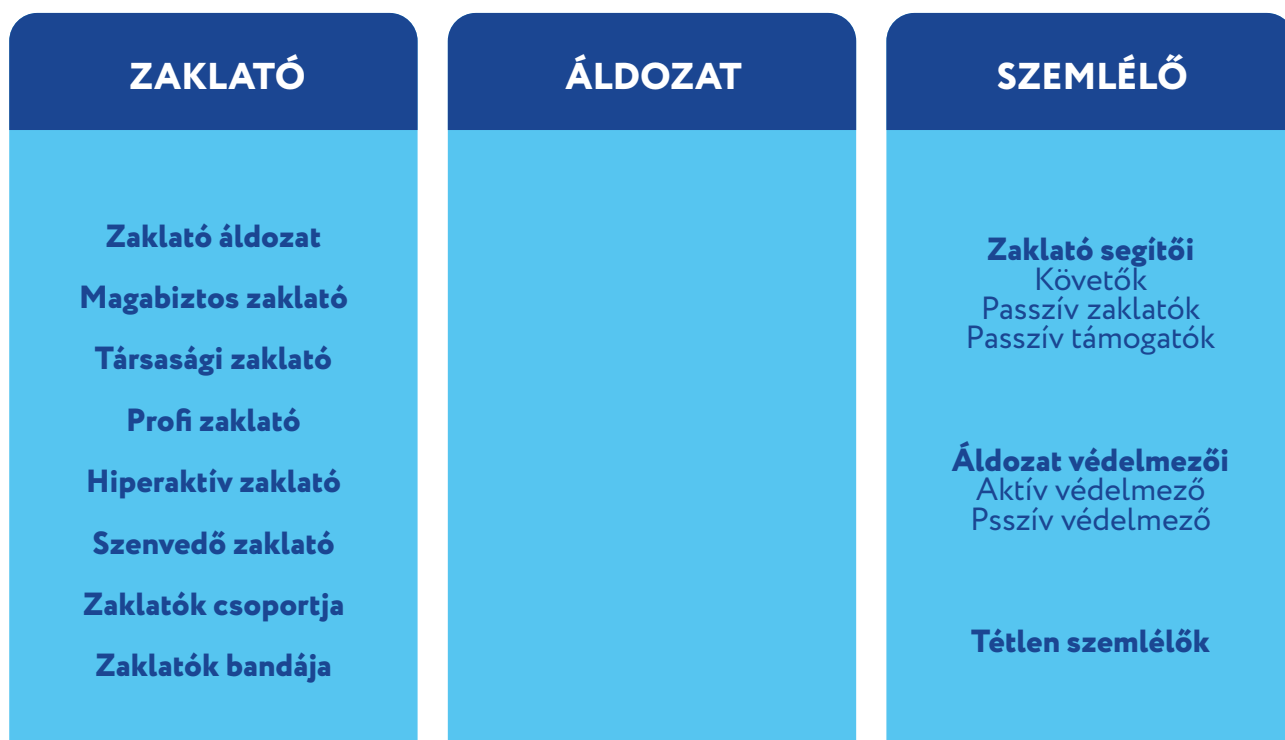 ZAKLATÓ
Zaklató áldozat
Magabiztos zaklató
Társasági zaklató
Profi zaklató
Hiperaktív zaklató
Szenvedő zaklató
Zaklatók csoportja
Zaklatók bandája
ÁLDOZAT
SZEMLÉLŐ
Zaklató segítői
Követők
Passzív zaklatók
Passzív támogatók
Áldozat védelmezői
Aktív védelmező
Psszív védelmező
Tétlen szemlélők